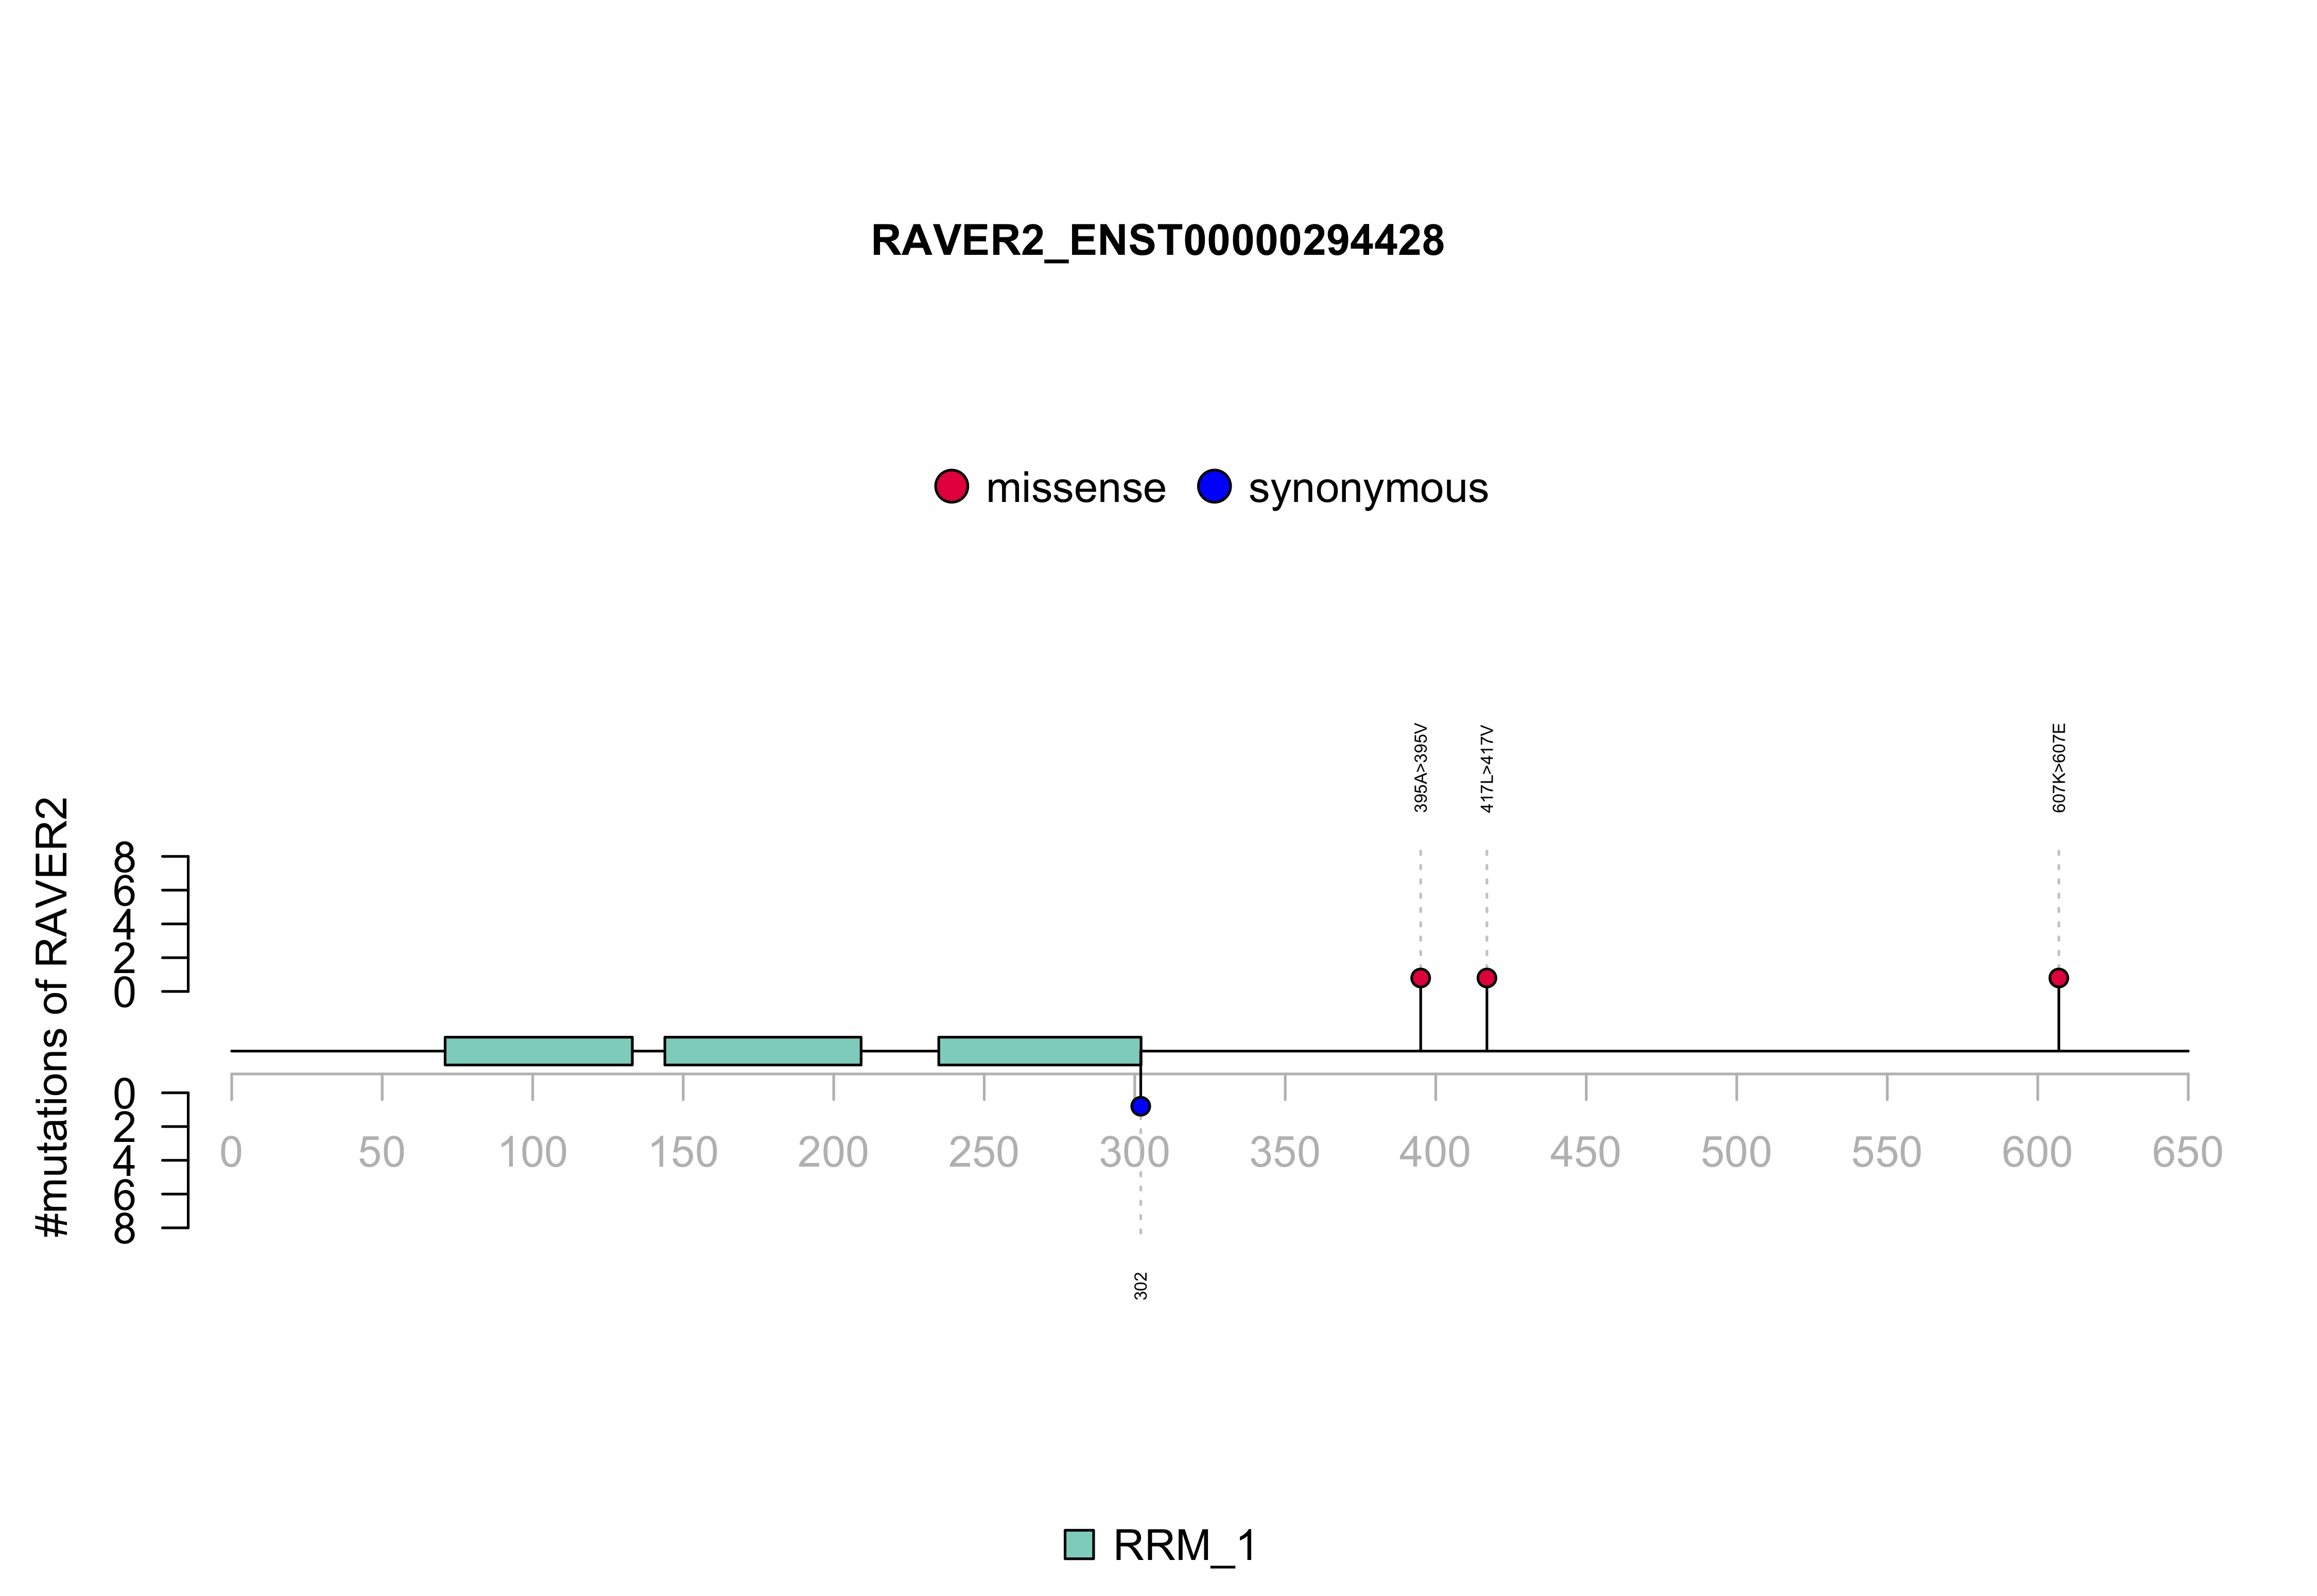 RAVER2_ENST00000294428
missense synonymous
395A>395V
417L>417V
607K>607E
#mutations of RAVER2
8
6
4
2
0
0
2
4
6
8
0 50 100 150 200 250 300 350 400 450 500 550 600 650
302
RRM_1